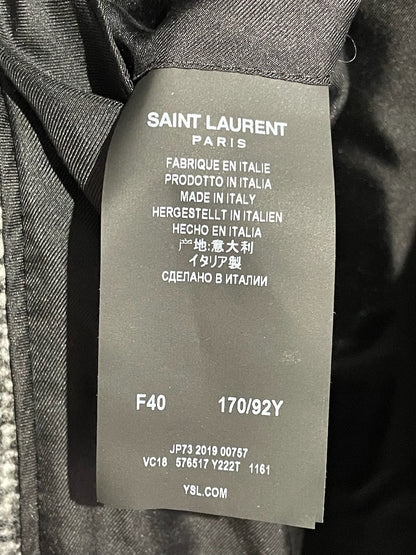 SAINT LAURENT
PARIS
FABRIQUE EN ITALIE
PRODOTTO IN ITALIA
MADE IN ITALY
HERGESTELLT IN ITALIEN
HECHO EN ITALIA
地:意大利
イタリア製
СДЕЛАНО В ИТАЛИИ
F40 170/92Y
JP73 2019 00757
VC18 576517 Y222T 1161
YSL.COM